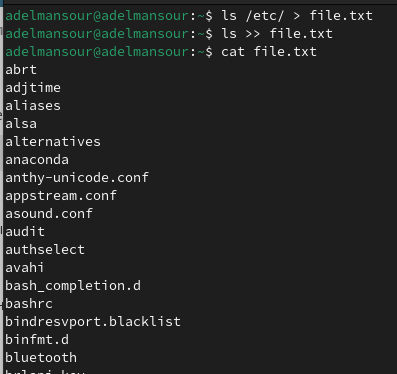 adelmansour@adelmansour:~$ ls /etc/ > file.txt
adelmansour@adelmansour:~$ ls >> file.txt
adelmansour@adelmansour:~$ cat file.txt
abrt
adjtime
aliases
alsa
alternatives
anaconda
anthy-unicode.conf
appstream.conf
asound.conf
audit
authselect
avahi
bash_completion.d
bashrc
bindresvport.blacklist
binfmt.d
bluetooth